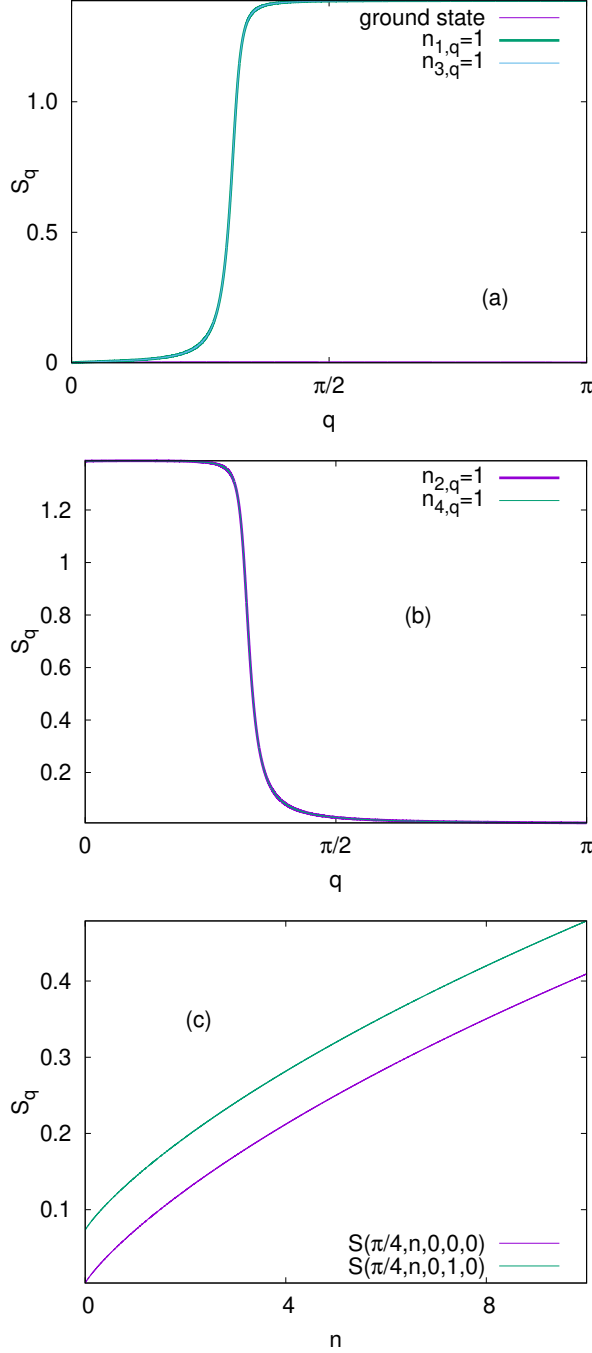 ground state
n1,q=1
n3,q=1
1.0
0.5
0
Sq
(a)
0
π/2
π
q
n2,q=1
n4,q=1
1.2
1
0.8
0.6
0.4
0.2
Sq
(b)
0
π/2
π
q
0.4
0.3
0.2
0.1
Sq
(c)
S(π/4,n,0,0,0)
S(π/4,n,0,1,0)
0
4
8
n